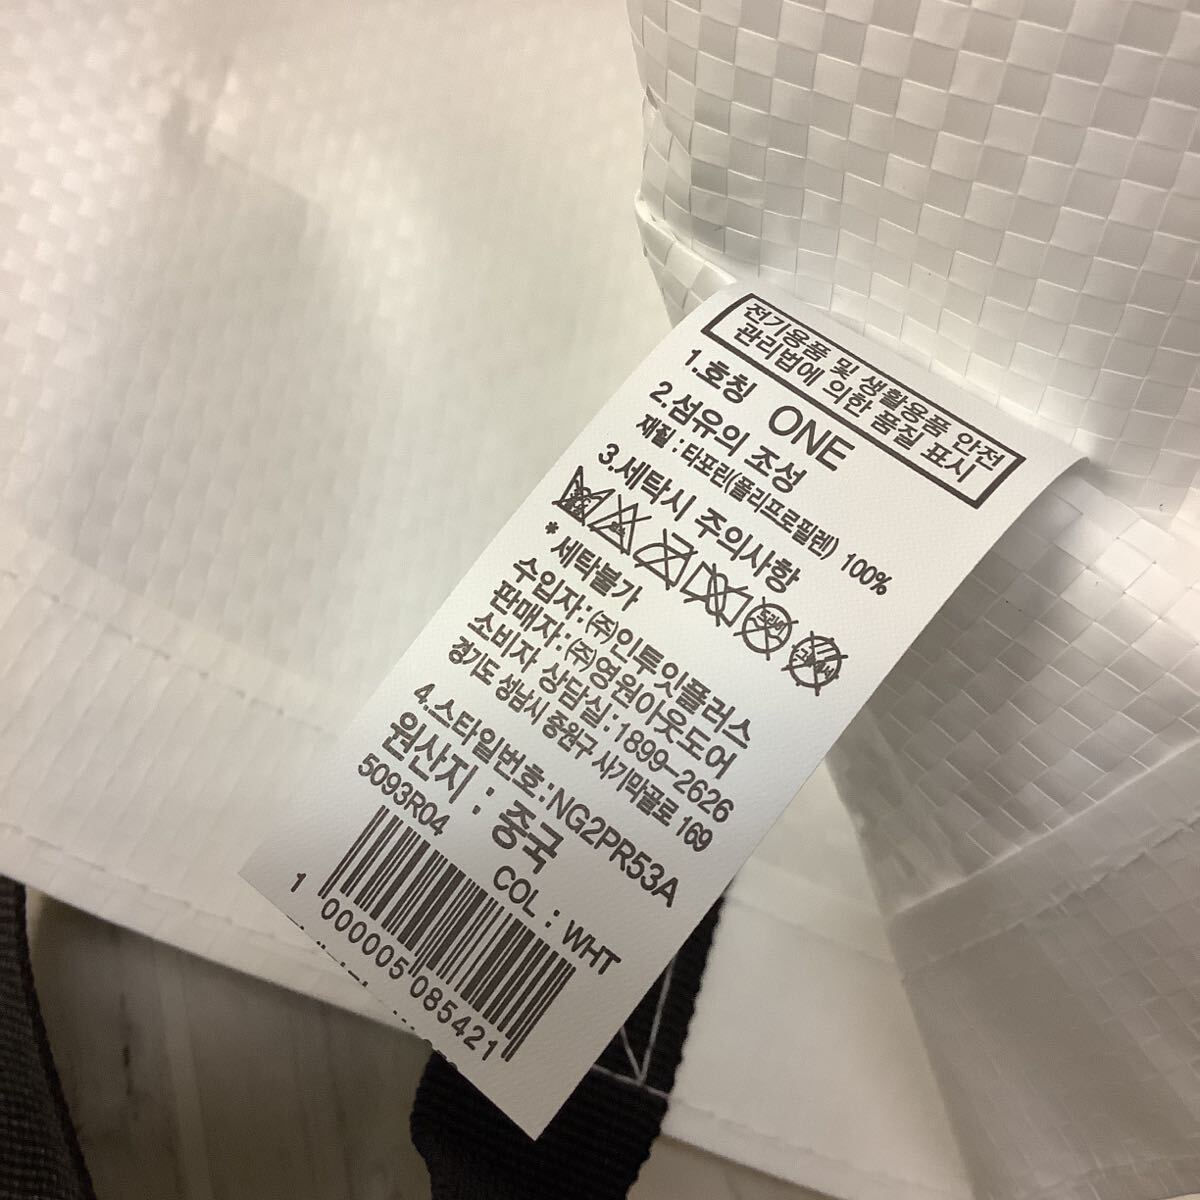 전기용품 및 생활용품 안전
관리법에 의한 품질 표시
1.호칭 ONE
2.섬유의 조성
재질 : 타포린(폴리프로필렌) 100%
3.세탁시 주의사항
* 세탁불가
수입자:㈜인투잇플러스
판매자:㈜영원아웃도어
소비자 상담실:1899-2626
경기도 성남시 중원구 사기막골로 169
4.스타일번호:NG2PR53A
원산지 : 중국
5093R04 COL : WHT
1 000005 085421